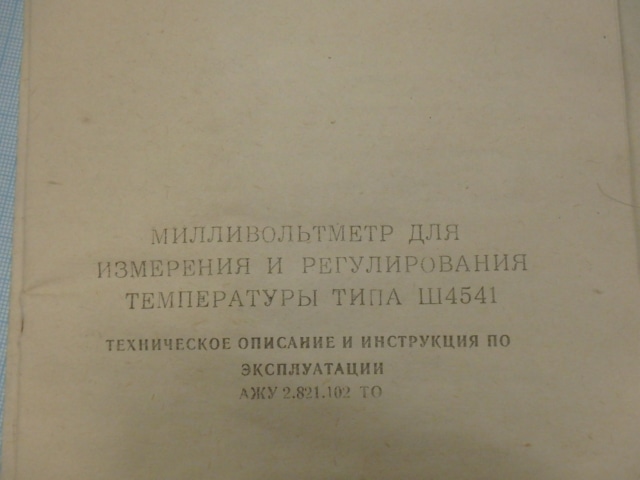 МИЛЛИВОЛЬТМЕТР ДЛЯ
ИЗМЕРЕНИЯ И РЕГУЛИРОВАНИЯ
ТЕМПЕРАТУРЫ ТИПА Ш4541
ТЕХНИЧЕСКОЕ ОПИСАНИЕ И ИНСТРУКЦИЯ ПО
ЭКСПЛУАТАЦИИ
АЖУ 2.821.102 ТО